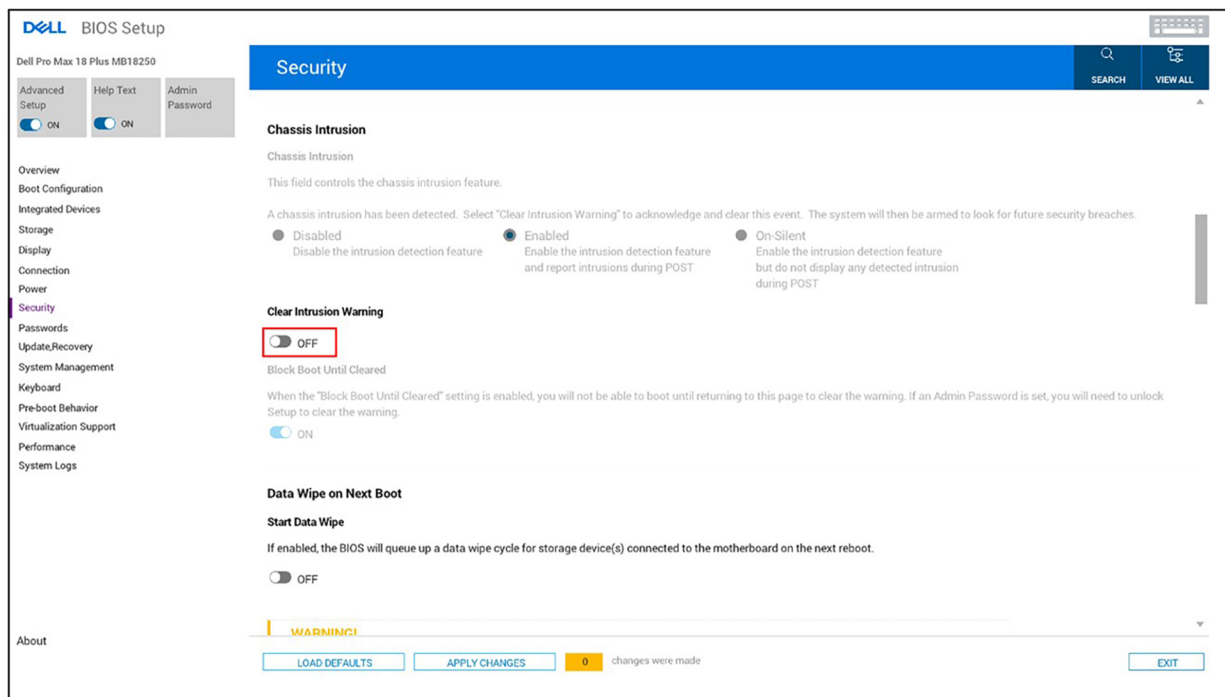 DELL BIOS Setup
Dell Pro Max 18 Plus MB18250
Advanced
Setup
ON
Help Text
ON
Admin
Password
Overview
Boot Configuration
Integrated Devices
Storage
Display
Connection
Power
Security
Passwords
Update,Recovery
System Management
Keyboard
Pre-boot Behavior
Virtualization Support
Performance
System Logs
About
Security
SEARCH
VIEW ALL
Chassis Intrusion
Chassis Intrusion
This field controls the chassis intrusion feature.
A chassis intrusion has been detected. Select "Clear Intrusion Warning" to acknowledge and clear this event. The system will then be armed to look for future security breaches.
Disabled
Disable the intrusion detection feature
Enabled
Enable the intrusion detection feature
and report intrusions during POST
On-Silent
Enable the intrusion detection feature
but do not display any detected intrusion
during POST
Clear Intrusion Warning
OFF
Block Boot Until Cleared
When the "Block Boot Until Cleared" setting is enabled, you will not be able to boot until returning to this page to clear the warning. If an Admin Password is set, you will need to unlock
Setup to clear the warning.
ON
Data Wipe on Next Boot
Start Data Wipe
If enabled, the BIOS will queue up a data wipe cycle for storage device(s) connected to the motherboard on the next reboot.
OFF
WARNING!
LOAD DEFAULTS
APPLY CHANGES
0 changes were made
EXIT